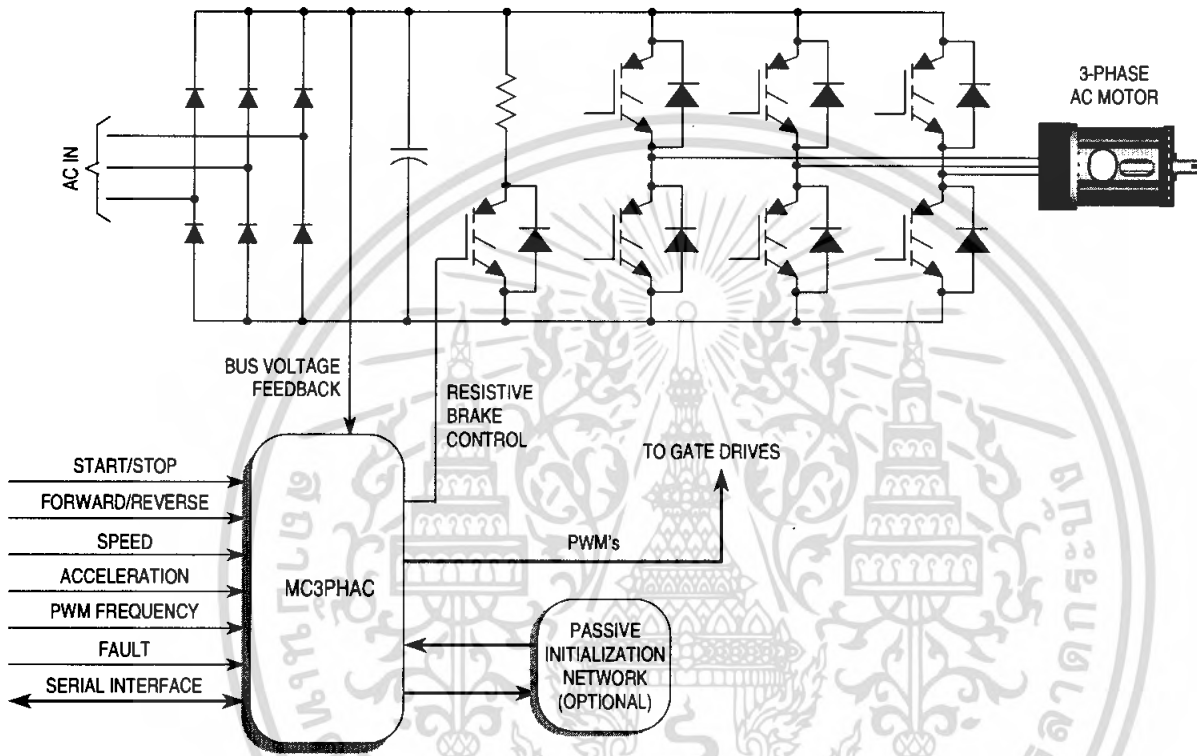 3-PHASE
AC MOTOR
AC IN
BUS VOLTAGE
FEEDBACK
RESISTIVE
BRAKE
CONTROL
TO GATE DRIVES
START/STOP
FORWARD/REVERSE
SPEED
ACCELERATION
PWM FREQUENCY
FAULT
SERIAL INTERFACE
MC3PHAC
PWM's
PASSIVE
INITIALIZATION
NETWORK
(OPTIONAL)